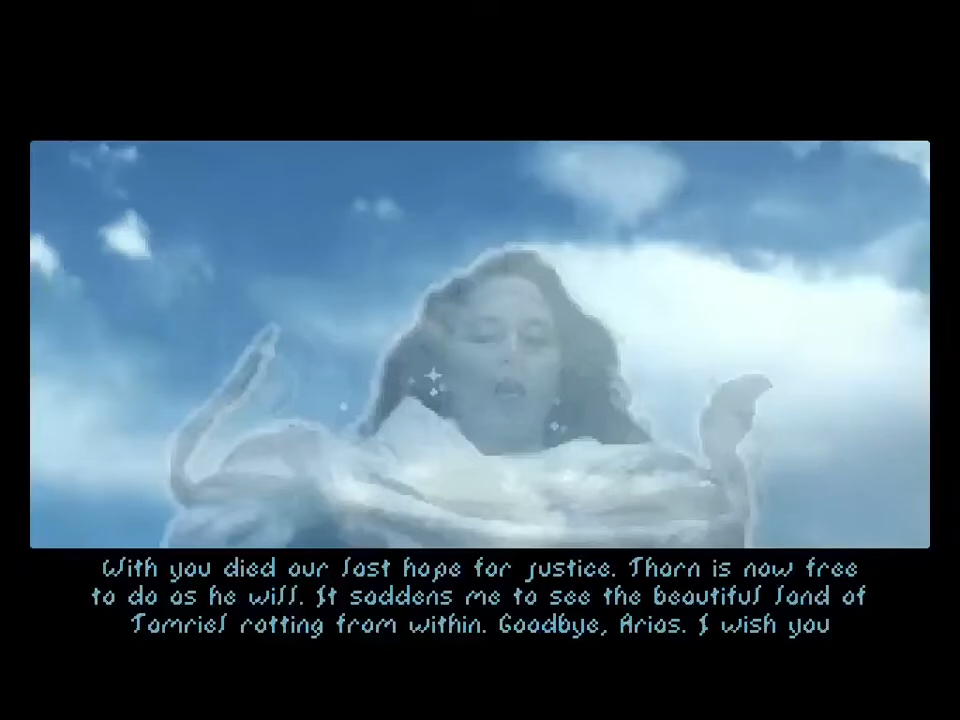 With you died our last hope for justice. Tharn is now free
to do as he will. It saddens me to see the beautiful land of
Tamriel rotting from within. Goodbye, Arias. I wish you